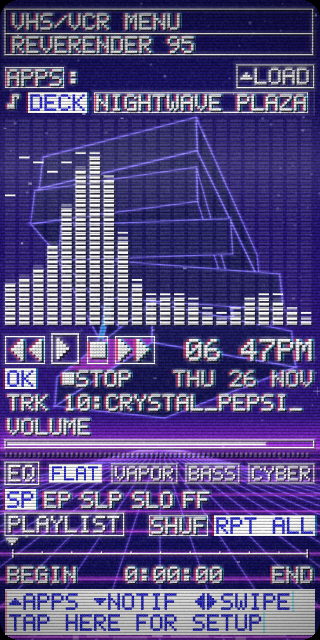 VHS/VCR MENU
REVERENDER 95
APPS: ▲LOAD
♪ DECK NIGHTWAVE PLAZA
06 47PM
OK ■STOP THU 26 NOV
TRK 10:CRYSTAL_PEPSI_
VOLUME
EQ FLAT VAPOR BASS CYBER
SP EP SLP SLO FF
PLAYLIST SHUF RPT ALL
BEGIN 0:00:00 END
▲APPS ▼NOTIF ◀▶SWIPE
TAP HERE FOR SETUP